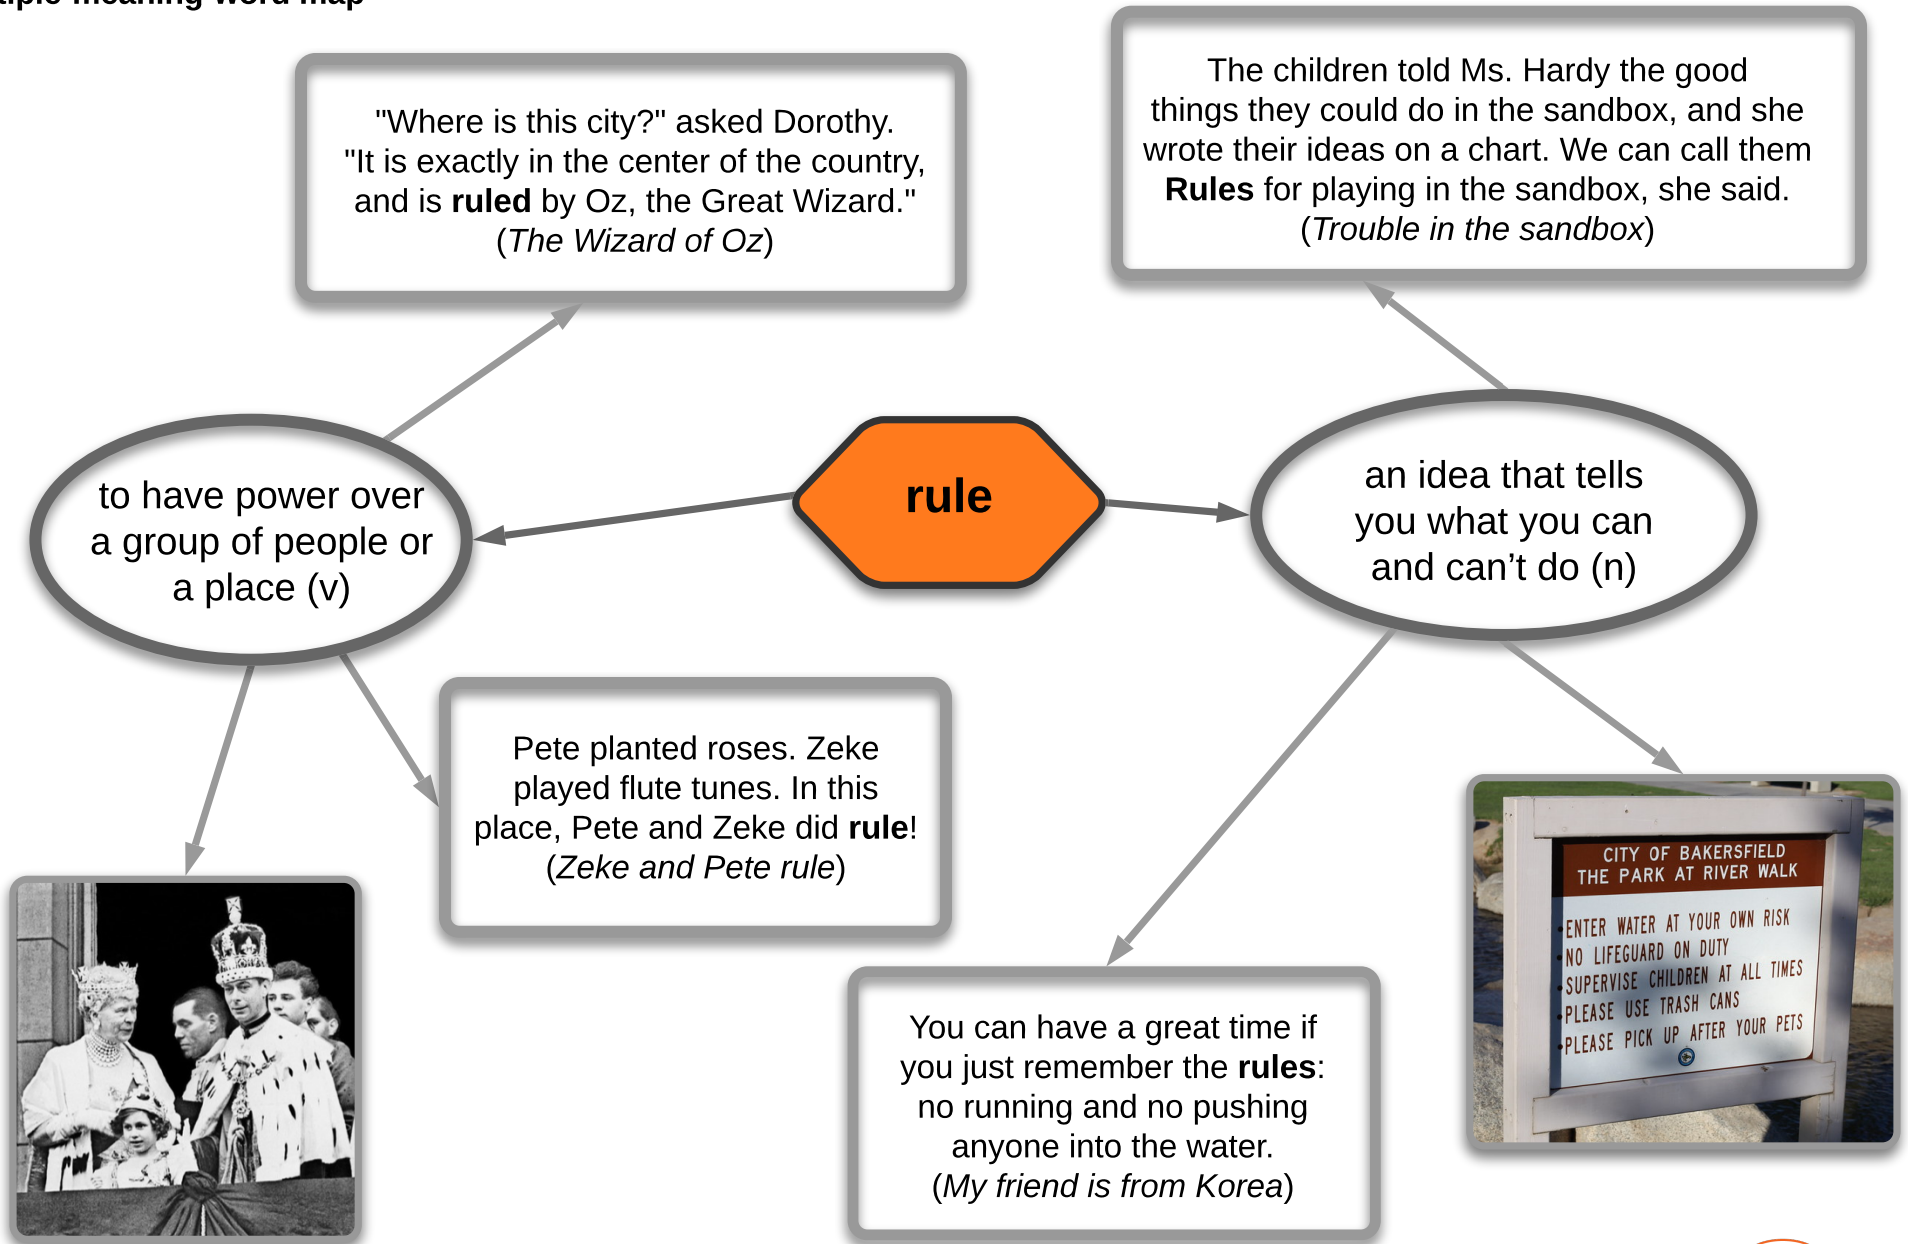 meaning word map
"Where is this city?" asked Dorothy.
"It is exactly in the center of the country,
and is ruled by Oz, the Great Wizard."
(The Wizard of Oz)
The children told Ms. Hardy the good
things they could do in the sandbox, and she
wrote their ideas on a chart. We can call them
Rules for playing in the sandbox, she said.
(Trouble in the sandbox)
to have power over
a group of people or
a place (v)
rule
an idea that tells
you what you can
and can’t do (n)
Pete planted roses. Zeke
played flute tunes. In this
place, Pete and Zeke did rule!
(Zeke and Pete rule)
You can have a great time if
you just remember the rules:
no running and no pushing
anyone into the water.
(My friend is from Korea)
CITY OF BAKERSFIELD
THE PARK AT RIVER WALK
•ENTER WATER AT YOUR OWN RISK
•NO LIFEGUARD ON DUTY
•SUPERVISE CHILDREN AT ALL TIMES
•PLEASE USE TRASH CANS
•PLEASE PICK UP AFTER YOUR PETS